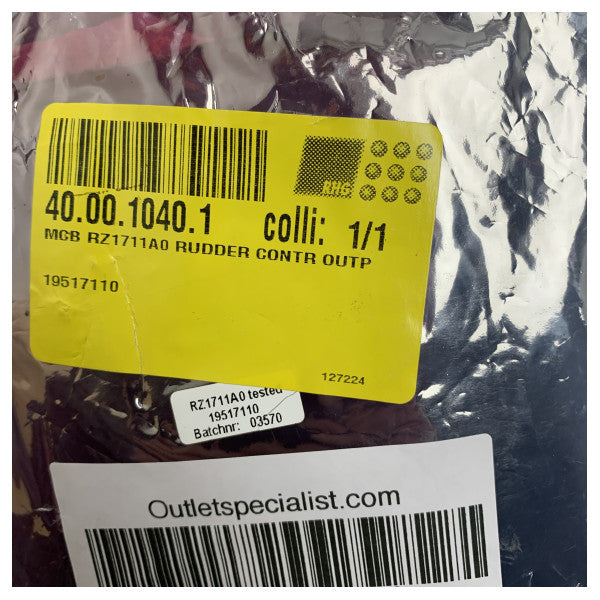 RHG
40.00.1040.1 colli: 1/1
MCB RZ1711A0 RUDDER CONTR OUTP
19517110
127224
RZ1711A0 tested
19517110
Batchnr: 03570
Outletspecialist.com